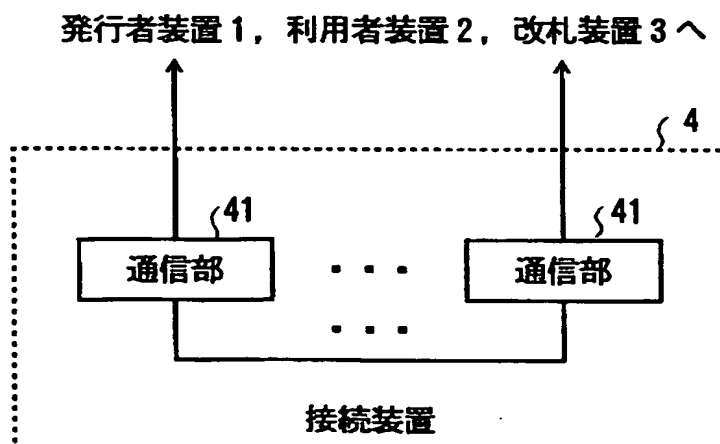 発行者装置1，利用者装置2，改札装置3へ
4
41 41
通信部 ・・・ 通信部
・・・
接続装置